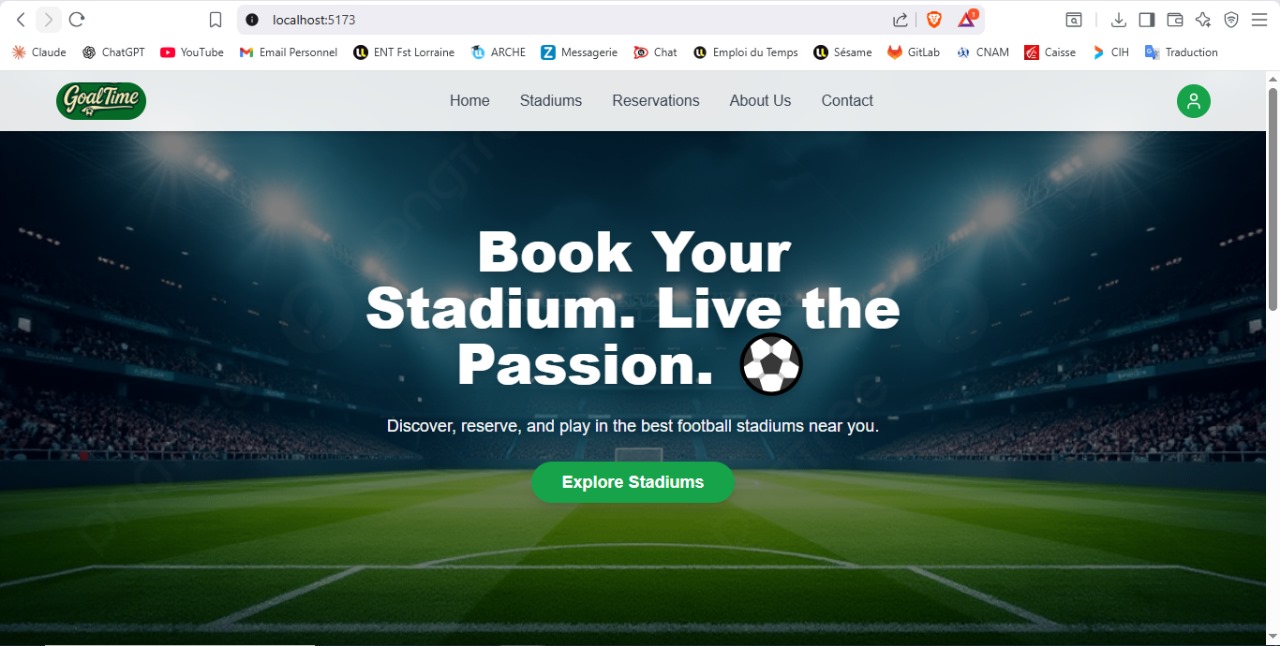 localhost:5173
1
Claude ChatGPT YouTube Email Personnel ENT Fst Lorraine ARCHE Messagerie Chat Emploi du Temps Sésame GitLab CNAM Caisse CIH Traduction
GoalTime
Home Stadiums Reservations About Us Contact
Book Your
Stadium. Live the
Passion. ⚽
Discover, reserve, and play in the best football stadiums near you.
Explore Stadiums